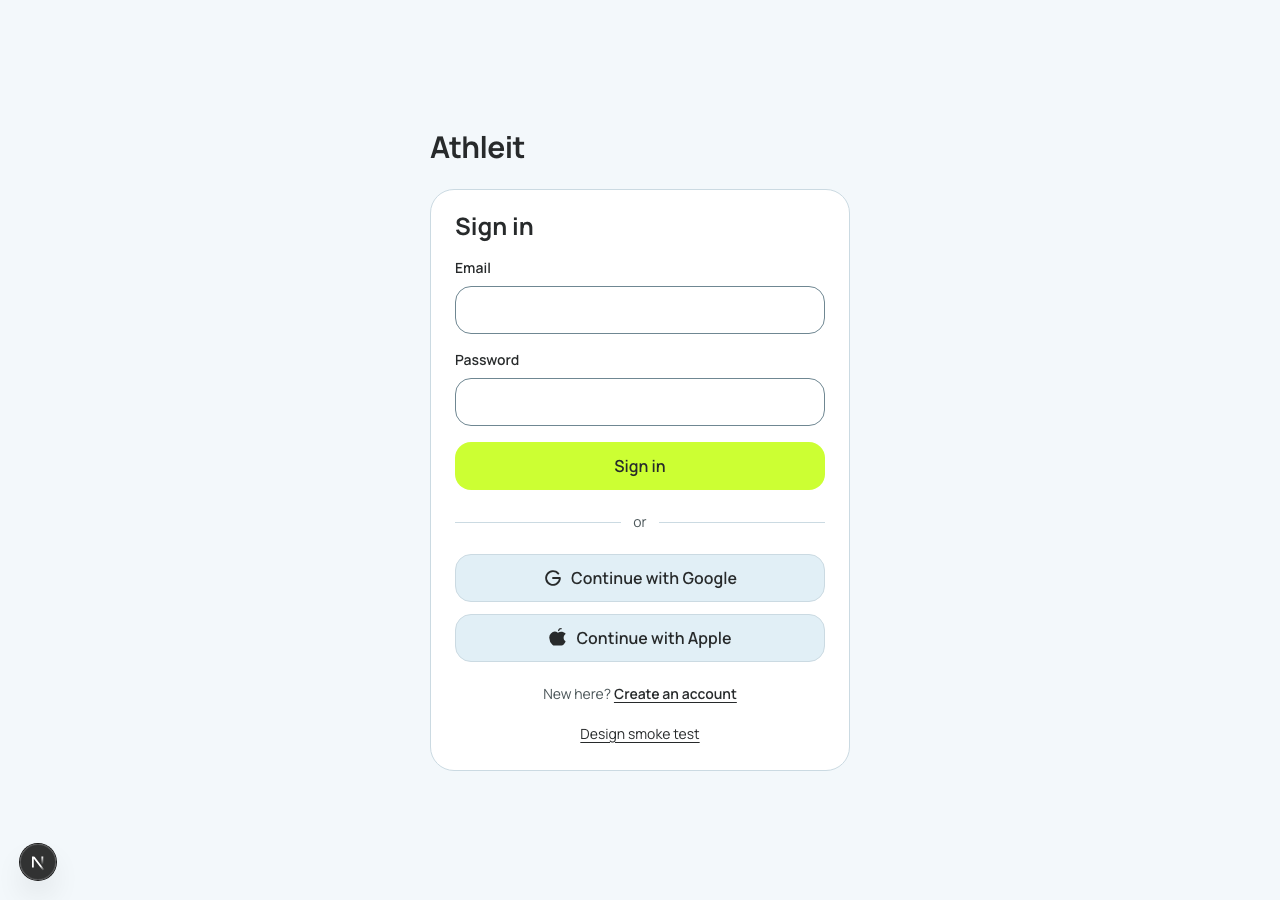 Athleit
Sign in
Email
Password
Sign in
or
Continue with Google
Continue with Apple
New here? Create an account
Design smoke test
N